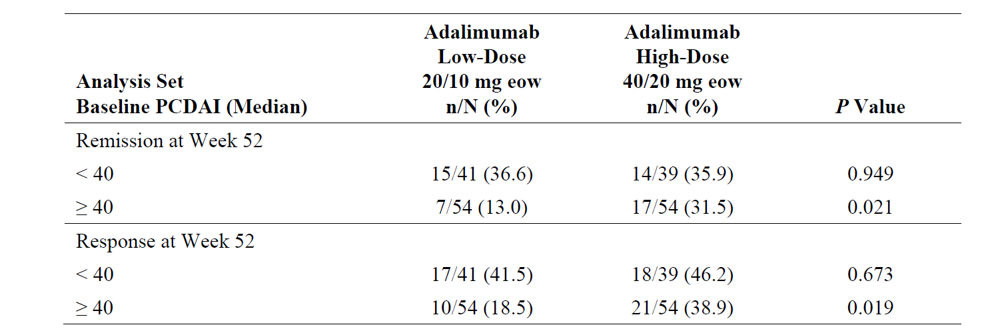 Analysis Set
Baseline PCDAI (Median)
Adalimumab
Low-Dose
20/10 mg eow
n/N (%)
Adalimumab
High-Dose
40/20 mg eow
n/N (%)
P Value
Remission at Week 52
< 40 15/41 (36.6) 14/39 (35.9) 0.949
≥ 40 7/54 (13.0) 17/54 (31.5) 0.021
Response at Week 52
< 40 17/41 (41.5) 18/39 (46.2) 0.673
≥ 40 10/54 (18.5) 21/54 (38.9) 0.019